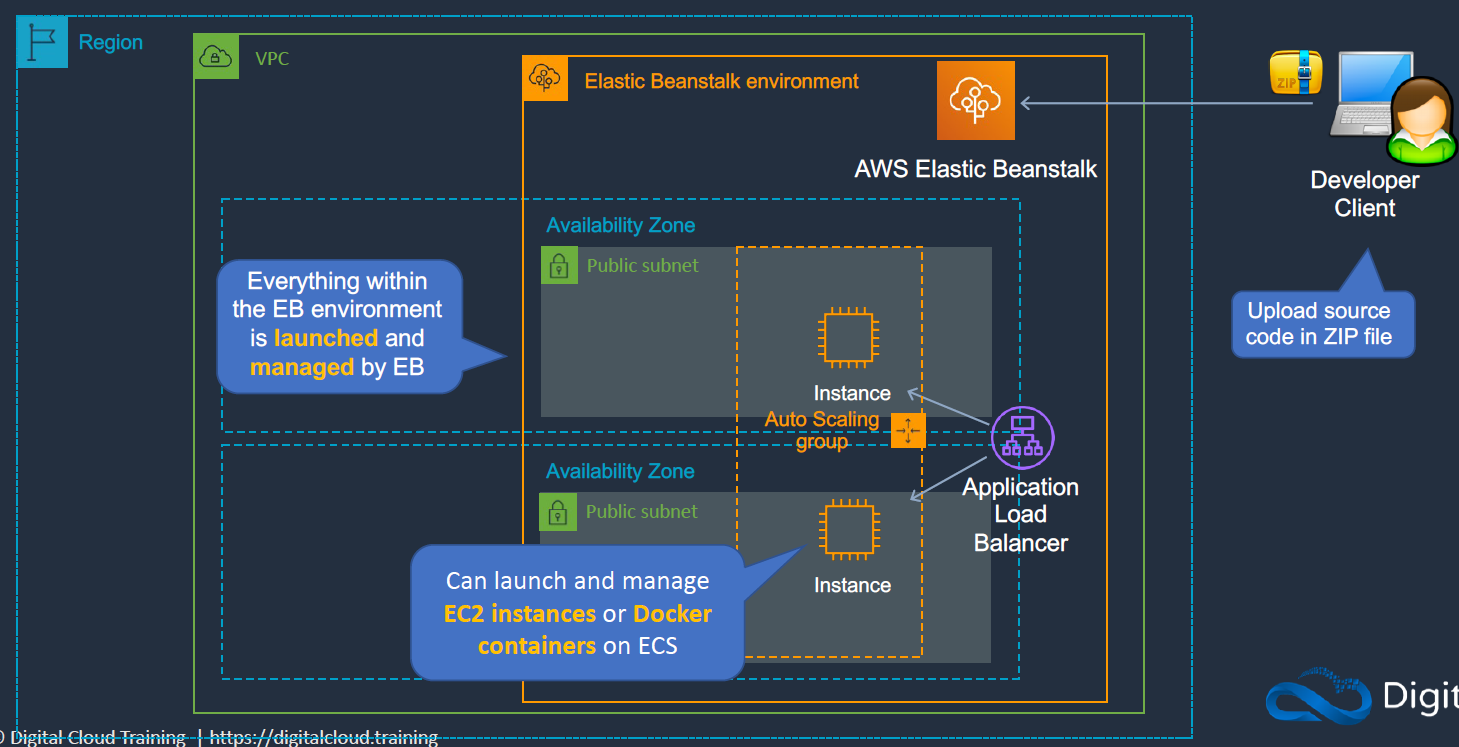 Region
VPC
Elastic Beanstalk environment
ZIP
AWS Elastic Beanstalk
Developer
Client
Availability Zone
Public subnet
Everything within
the EB environment
is launched and
managed by EB
Upload source
code in ZIP file
Instance
Auto Scaling
group
Availability Zone
Public subnet
Application
Load
Balancer
Can launch and manage
EC2 instances or Docker
containers on ECS
Instance
Digit
Digital Cloud Training | https://digitalcloud.training